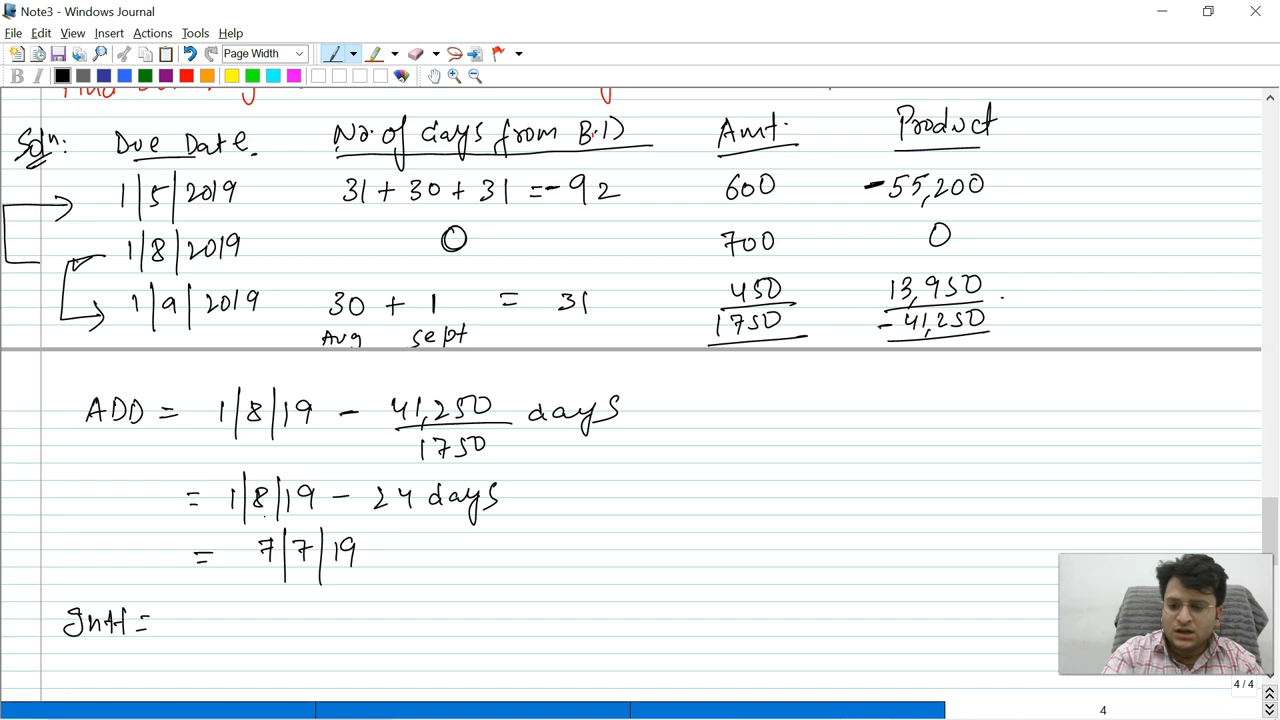 Note3 - Windows Journal
File Edit View Insert Actions Tools Help
Page Width
B I
Soln: Due Date. No. of days from B.D Amt. Product
1/5/2019 31 + 30 + 31 = -92 600 -55,200
1/8/2019 0 700 0
1/9/2019 30 + 1 = 31 450 13,950
Aug Sept 1750 -41,250
ADD = 1/8/19 - 41,250/1750 days
= 1/8/19 - 24 days
= 7/7/19
Intt =
4/4
4